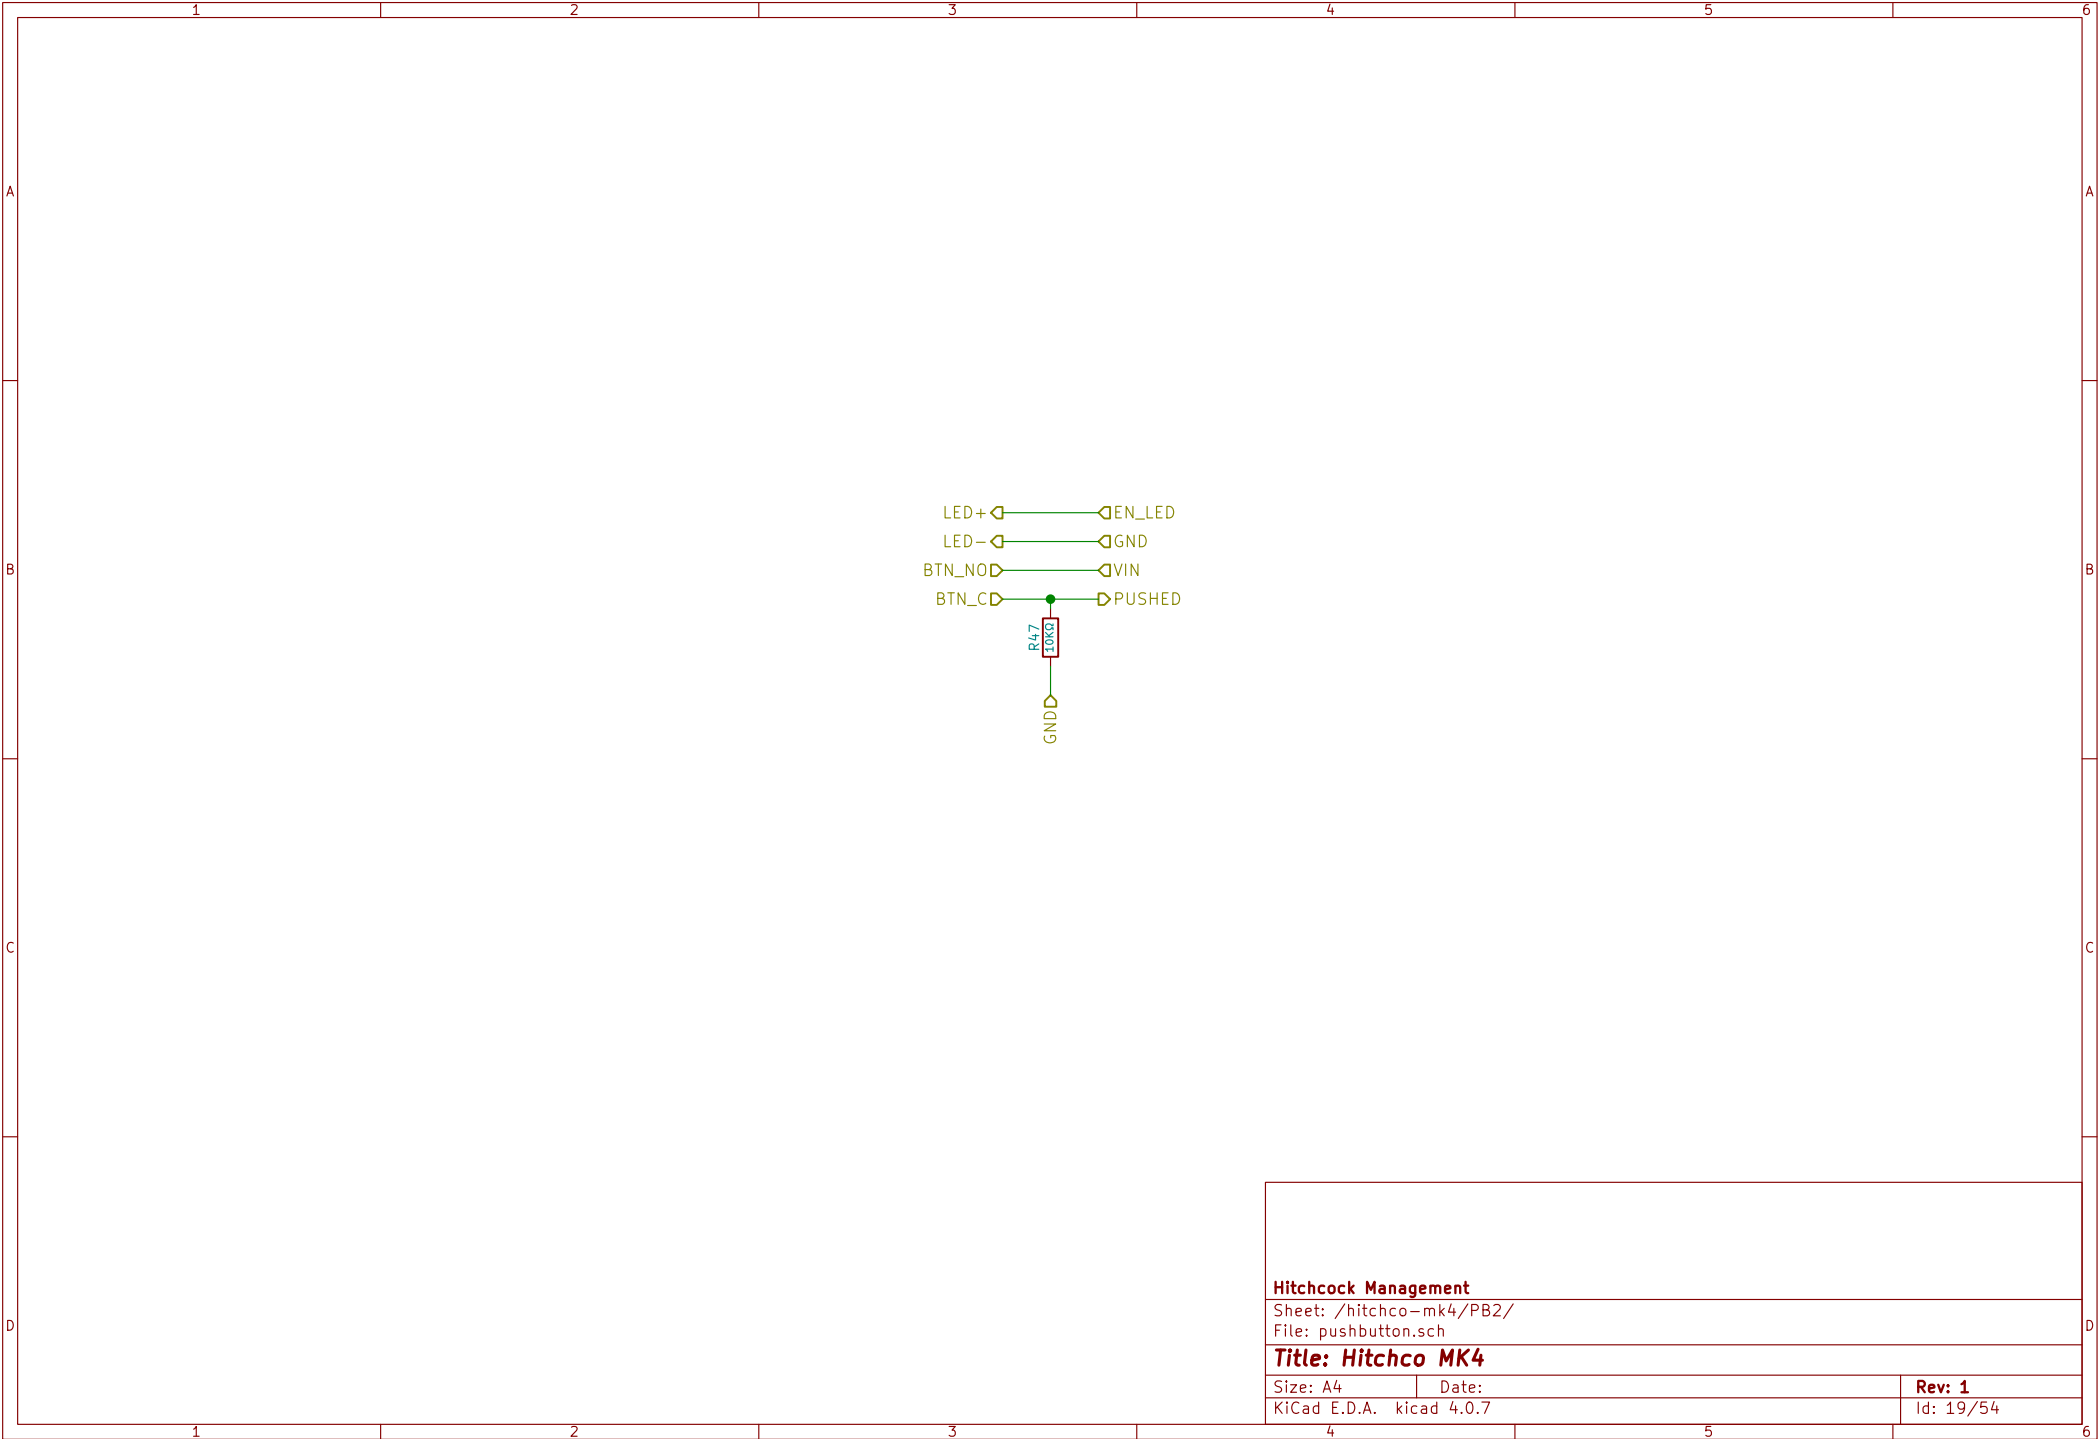 1 2 3 4 5 6
A A
LED+ EN_LED
LED- GND
B B
BTN_NO VIN
BTN_C PUSHED
R47 10KΩ
GND
C C
Hitchcock Management
Sheet: /hitchco-mk4/PB2/
D D
File: pushbutton.sch
Title: Hitchco MK4
Size: A4 Date: Rev: 1
KiCad E.D.A. kicad 4.0.7 Id: 19/54
1 2 3 4 5 6